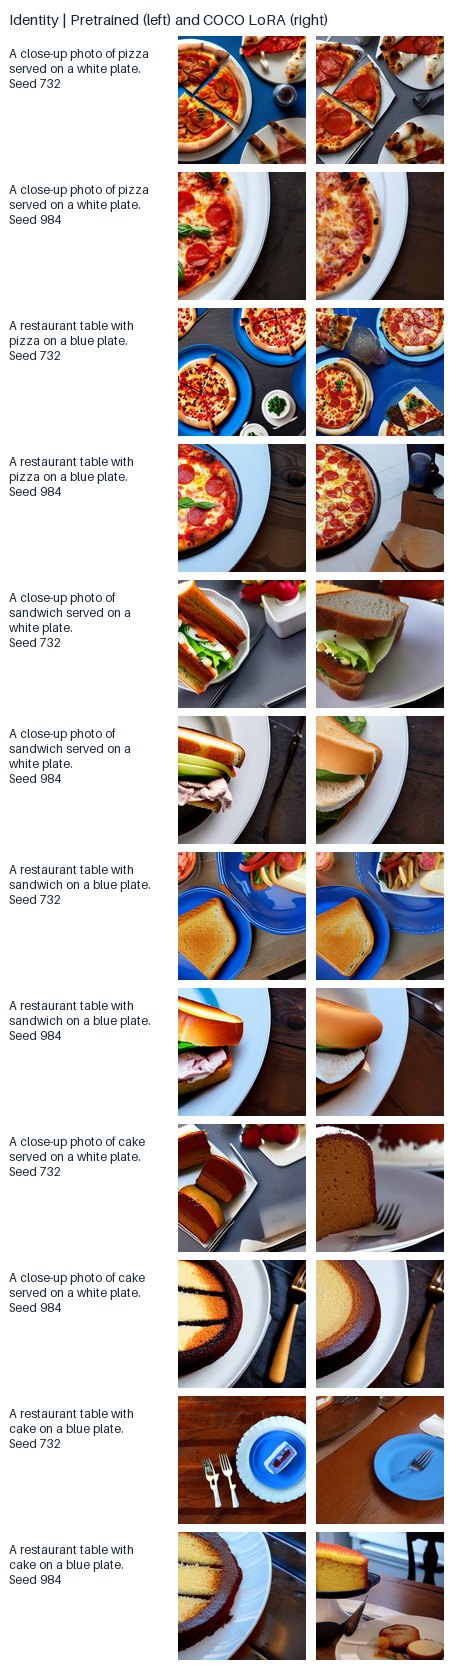 Identity | Pretrained (left) and COCO LoRA (right)
A close-up photo of pizza
served on a white plate.
Seed 732
A close-up photo of pizza
served on a white plate.
Seed 984
A restaurant table with
pizza on a blue plate.
Seed 732
A restaurant table with
pizza on a blue plate.
Seed 984
A close-up photo of
sandwich served on a
white plate.
Seed 732
A close-up photo of
sandwich served on a
white plate.
Seed 984
A restaurant table with
sandwich on a blue plate.
Seed 732
A restaurant table with
sandwich on a blue plate.
Seed 984
A close-up photo of cake
served on a white plate.
Seed 732
A close-up photo of cake
served on a white plate.
Seed 984
A restaurant table with
cake on a blue plate.
Seed 732
A restaurant table with
cake on a blue plate.
Seed 984